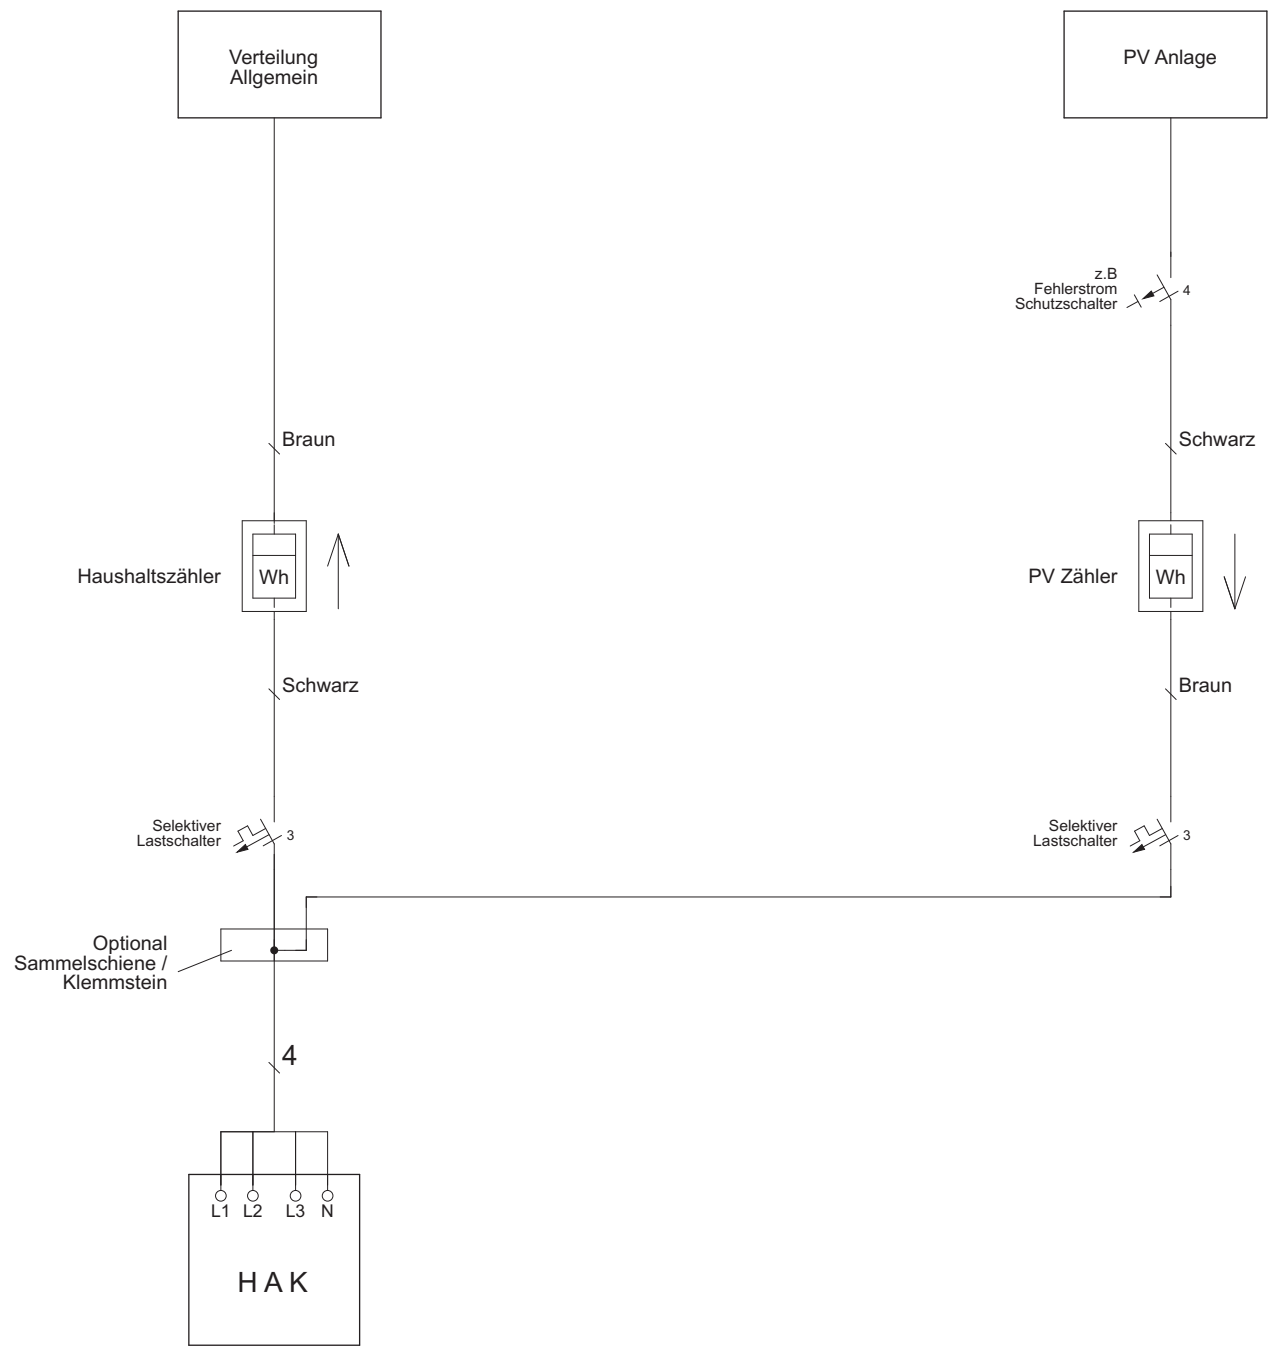 Verteilung
Allgemein
PV Anlage
z.B
Fehlerstrom
Schutzschalter
4
Braun
Schwarz
Haushaltszähler
Wh
PV Zähler
Wh
Schwarz
Braun
Selektiver
Lastschalter
3
Selektiver
Lastschalter
3
Optional
Sammelschiene /
Klemmstein
4
L1 L2 L3 N
H A K